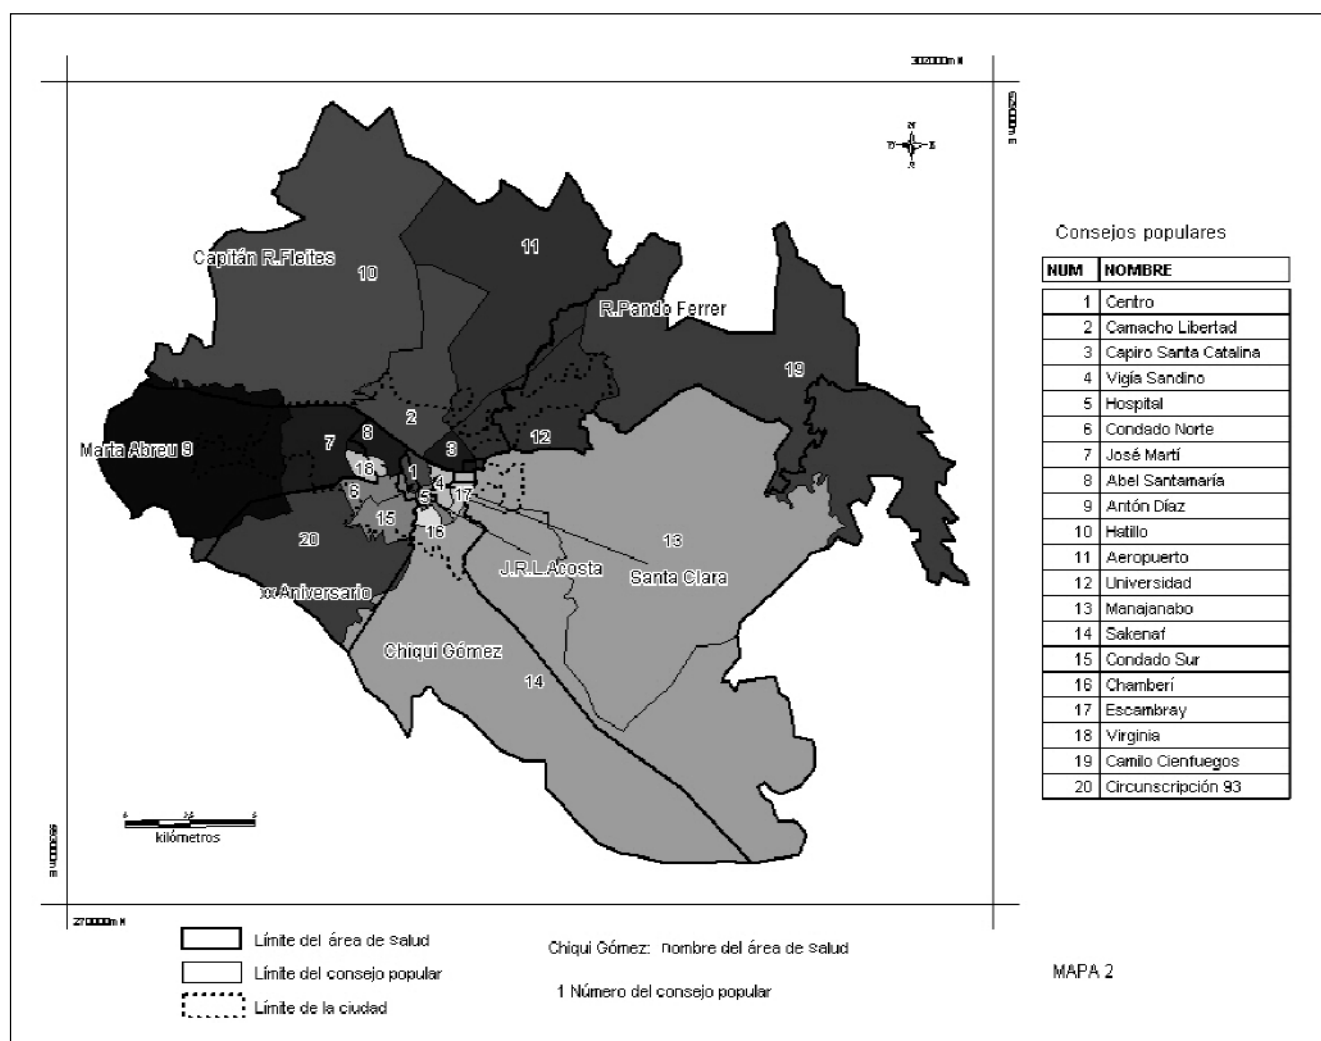 302000m N
629000m E
N
E
S
Capitán R.Fleites
10
11
R.Pando Ferrer
19
2
12
3
8
7
Marta Abreu 9
18
1
4
17
6
5
15
16
20
13
J.R.L.Acosta
Santa Clara
xx Aniversario
Chiqui Gómez
14
kilómetros
270000m N
Consejos populares
NUM NOMBRE
1 Centro
2 Camacho Libertad
3 Capiro Santa Catalina
4 Vigía Sandino
5 Hospital
6 Condado Norte
7 José Martí
8 Abel Santamaría
9 Antón Díaz
10 Hatillo
11 Aeropuerto
12 Universidad
13 Manajanabo
14 Sakenaf
15 Condado Sur
16 Chamberí
17 Escambray
18 Virginia
19 Camilo Cienfuegos
20 Circunscripción 93
Límite del área de salud
Límite del consejo popular
Límite de la ciudad
Chiqui Gómez: nombre del área de salud
1 Número del consejo popular
MAPA 2